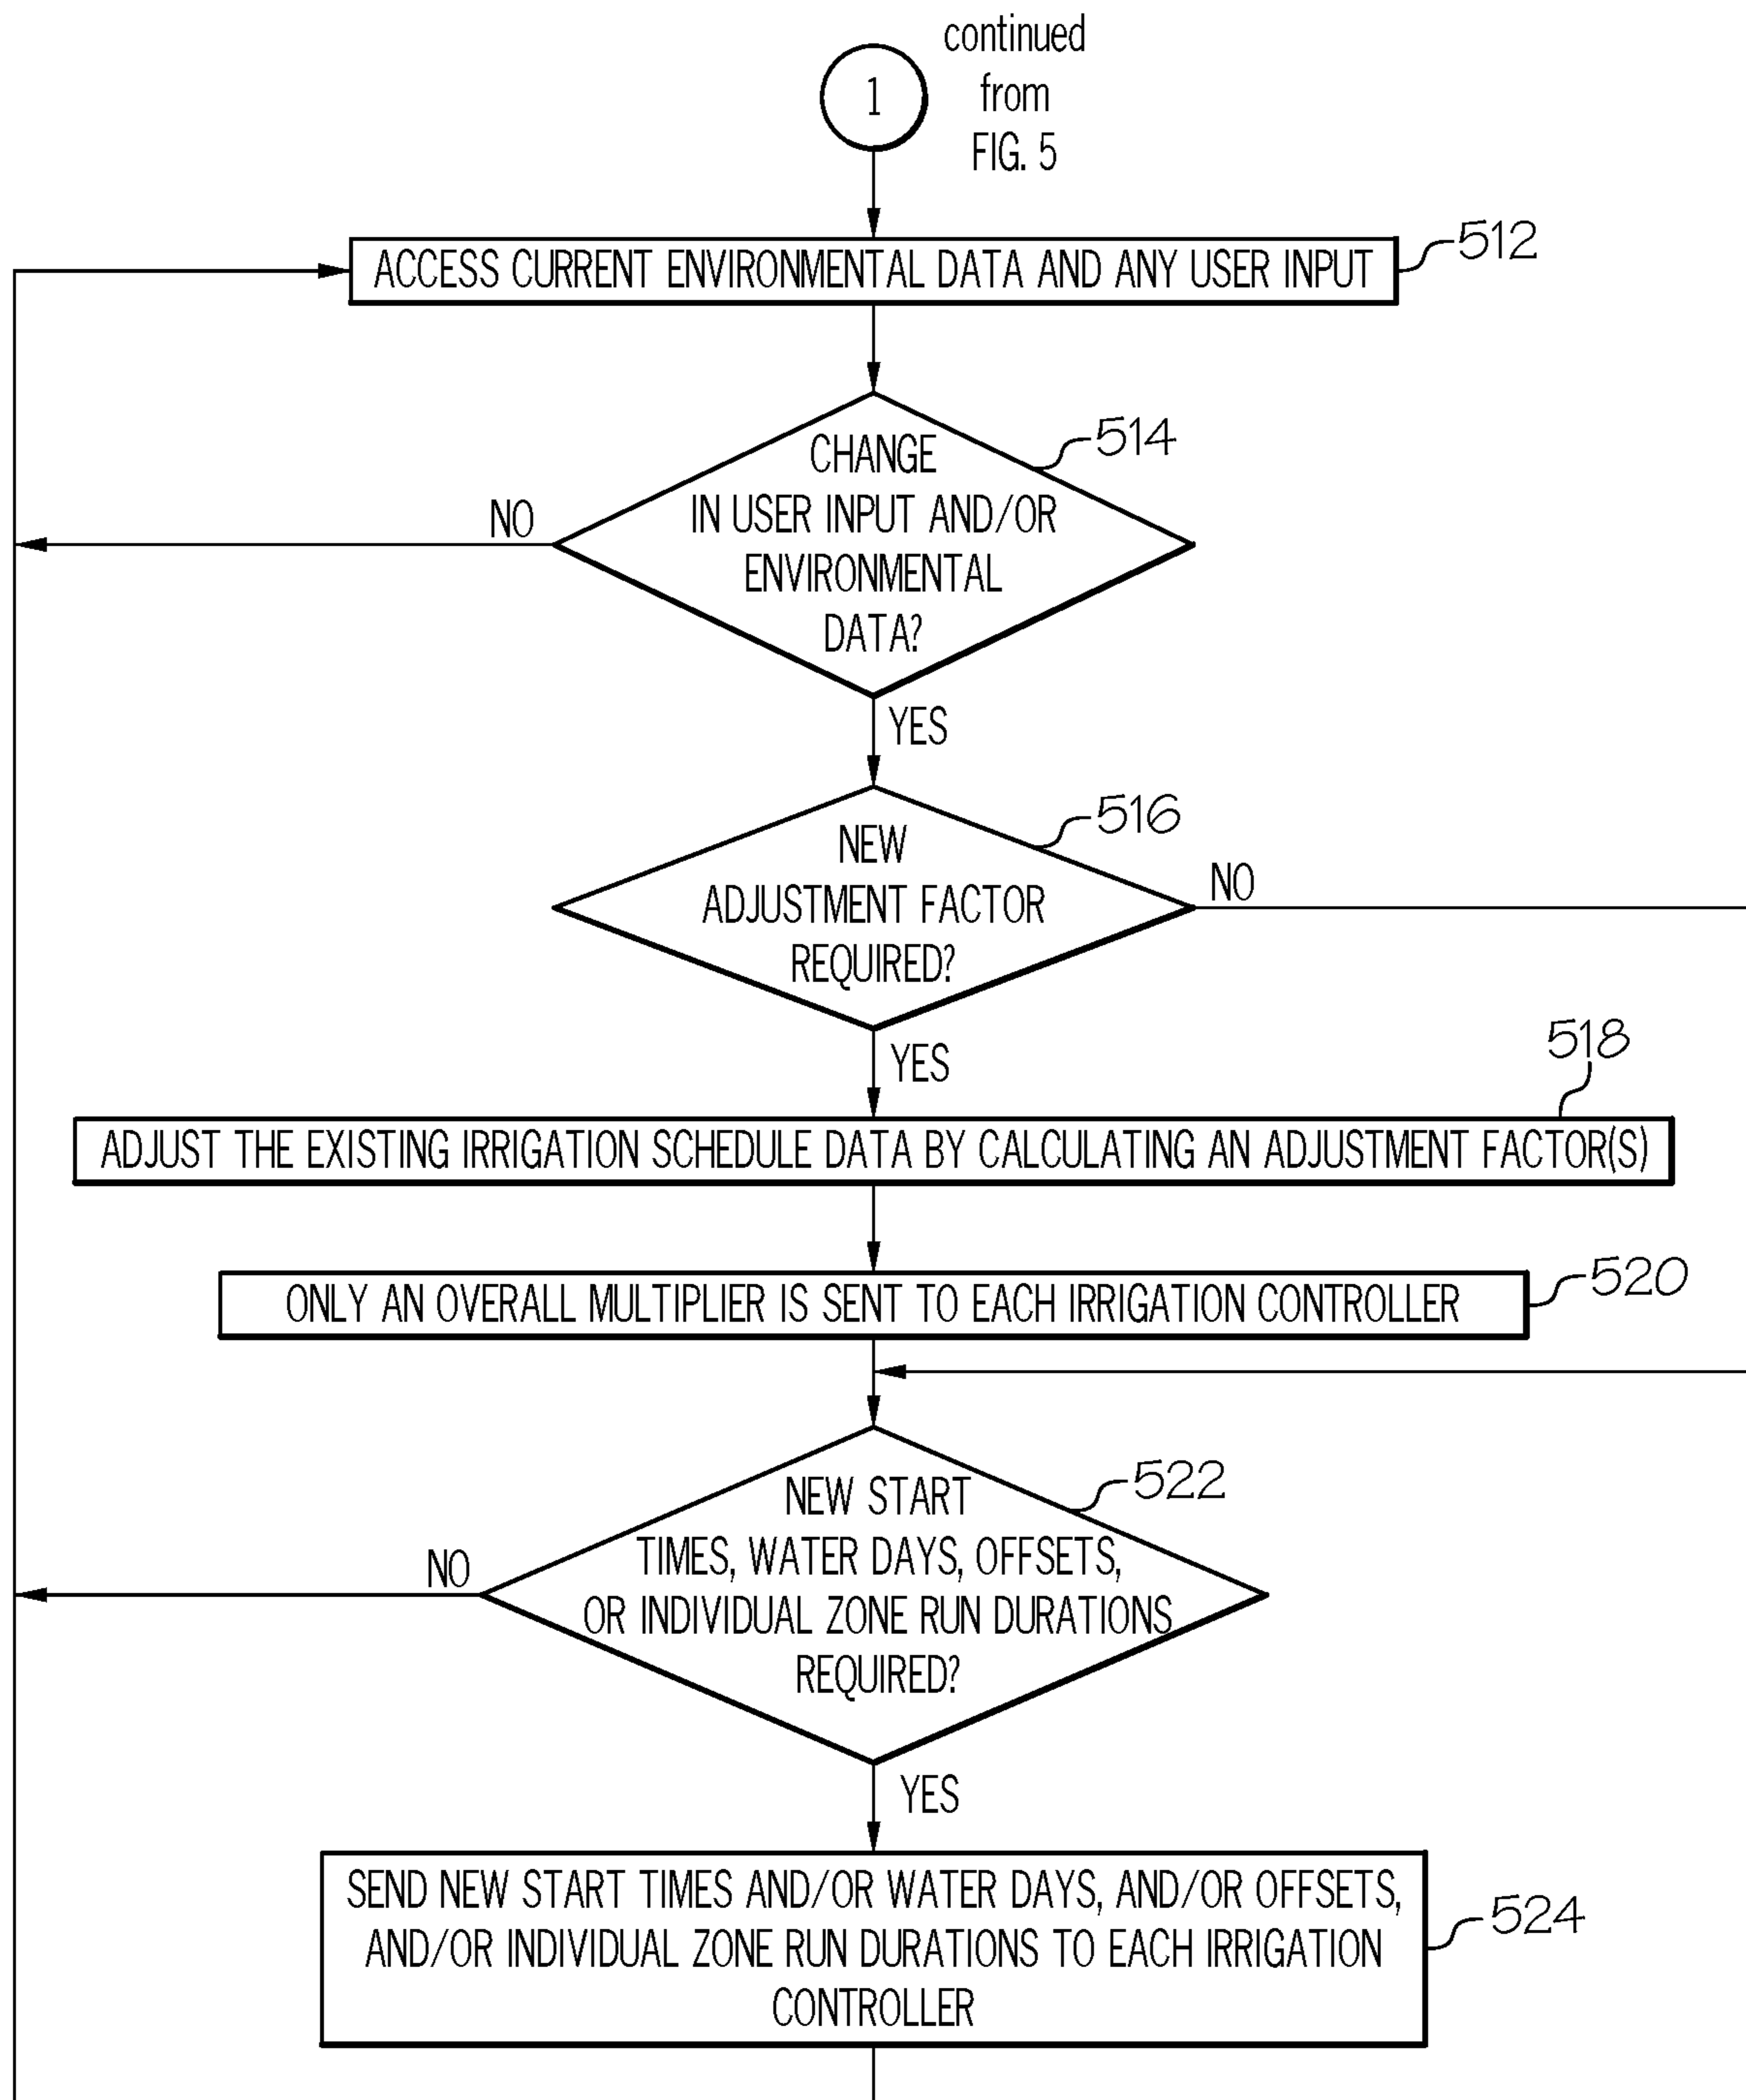 continued
from
FIG. 5
1
ACCESS CURRENT ENVIRONMENTAL DATA AND ANY USER INPUT
512
CHANGE
IN USER INPUT AND/OR
ENVIRONMENTAL
DATA?
514
NO
YES
NEW
ADJUSTMENT FACTOR
REQUIRED?
516
NO
YES
518
ADJUST THE EXISTING IRRIGATION SCHEDULE DATA BY CALCULATING AN ADJUSTMENT FACTOR(S)
ONLY AN OVERALL MULTIPLIER IS SENT TO EACH IRRIGATION CONTROLLER
520
NEW START
TIMES, WATER DAYS, OFFSETS,
OR INDIVIDUAL ZONE RUN DURATIONS
REQUIRED?
522
NO
YES
SEND NEW START TIMES AND/OR WATER DAYS, AND/OR OFFSETS,
AND/OR INDIVIDUAL ZONE RUN DURATIONS TO EACH IRRIGATION
CONTROLLER
524